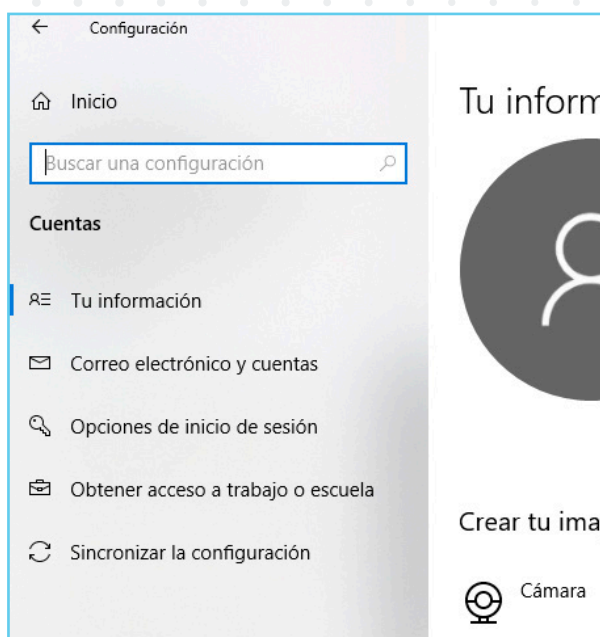 Configuración
Inicio
Buscar una configuración
Cuentas
Tu información
Correo electrónico y cuentas
Opciones de inicio de sesión
Obtener acceso a trabajo o escuela
Sincronizar la configuración
Tu inform
Crear tu ima
Cámara